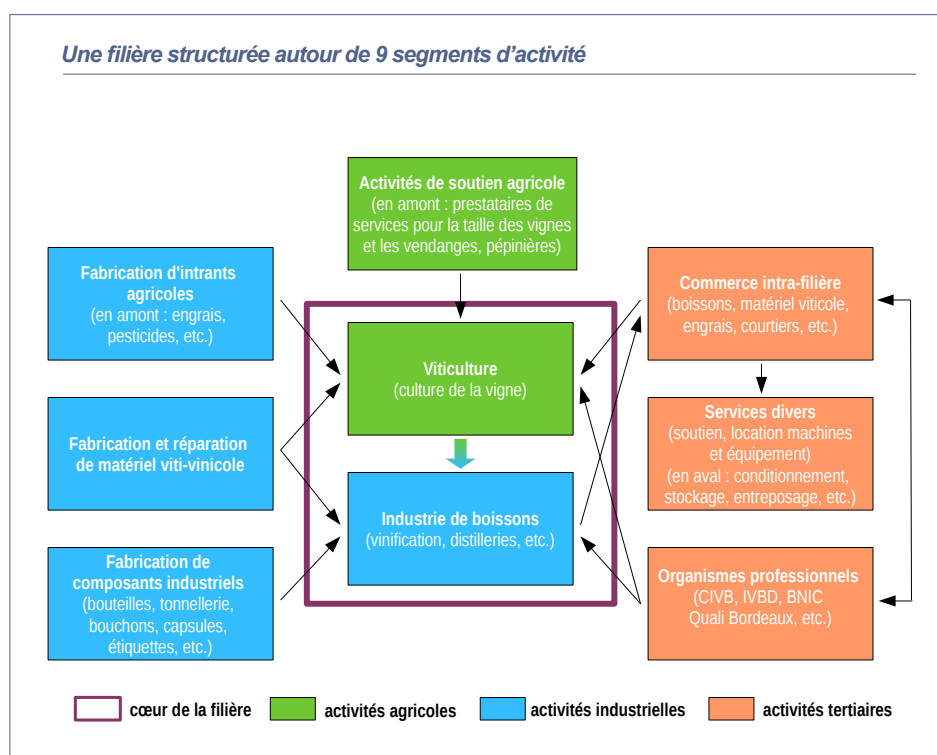 Une filière structurée autour de 9 segments d'activité
Activités de soutien agricole
(en amont : prestataires de
services pour la taille des vignes
et les vendanges, pépinières)
Fabrication d'intrants
agricoles
(en amont : engrais,
pesticides, etc.)
Commerce intra-filière
(boissons, matériel viticole,
engrais, courtiers, etc.)
Viticulture
(culture de la vigne)
Fabrication et réparation
de matériel viti-vinicole
Services divers
(soutien, location machines
et équipement)
(en aval : conditionnement,
stockage, entreposage, etc.)
Industrie de boissons
(vinification, distilleries, etc.)
Fabrication de
composants industriels
(bouteilles, tonnellerie,
bouchons, capsules,
étiquettes, etc.)
Organismes professionnels
(CIVB, IVBD, BNIC
Quali Bordeaux, etc.)
cœur de la filière
activités agricoles
activités industrielles
activités tertiaires